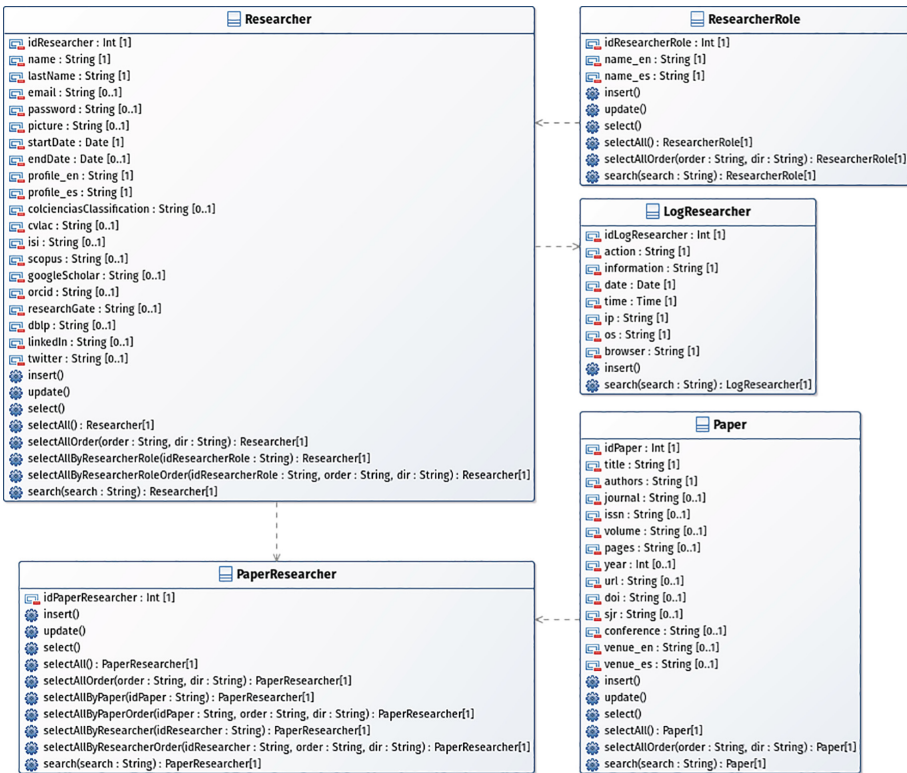 Researcher
idResearcher : Int [1]
name : String [1]
lastName : String [1]
email : String [0..1]
password : String [0..1]
picture : String [0..1]
startDate : Date [1]
endDate : Date [0..1]
profile_en : String [1]
profile_es : String [1]
colcienciasClassification : String [0..1]
cvlac : String [0..1]
isi : String [0..1]
scopus : String [0..1]
googleScholar : String [0..1]
orcid : String [0..1]
researchGate : String [0..1]
dblp : String [0..1]
linkedIn : String [0..1]
twitter : String [0..1]
insert()
update()
select()
selectAll() : Researcher[1]
selectAllOrder(order : String, dir : String) : Researcher[1]
selectAllByResearcherRole(idResearcherRole : String) : Researcher[1]
selectAllByResearcherRoleOrder(idResearcherRole : String, order : String, dir : String) : Researcher[1]
search(search : String) : Researcher[1]
ResearcherRole
idResearcherRole : Int [1]
name_en : String [1]
name_es : String [1]
insert()
update()
select()
selectAll() : ResearcherRole[1]
selectAllOrder(order : String, dir : String) : ResearcherRole[1]
search(search : String) : ResearcherRole[1]
LogResearcher
idLogResearcher : Int [1]
action : String [1]
information : String [1]
date : Date [1]
time : Time [1]
ip : String [1]
os : String [1]
browser : String [1]
insert()
search(search : String) : LogResearcher[1]
PaperResearcher
idPaperResearcher : Int [1]
insert()
update()
select()
selectAll() : PaperResearcher[1]
selectAllOrder(order : String, dir : String) : PaperResearcher[1]
selectAllByPaper(idPaper : String) : PaperResearcher[1]
selectAllByPaperOrder(idPaper : String, order : String, dir : String) : PaperResearcher[1]
selectAllByResearcher(idResearcher : String) : PaperResearcher[1]
selectAllByResearcherOrder(idResearcher : String, order : String, dir : String) : PaperResearcher[1]
search(search : String) : PaperResearcher[1]
Paper
idPaper : Int [1]
title : String [1]
authors : String [1]
journal : String [0..1]
issn : String [0..1]
volume : String [0..1]
pages : String [0..1]
year : Int [0..1]
url : String [0..1]
doi : String [0..1]
sjr : String [0..1]
conference : String [0..1]
venue_en : String [0..1]
venue_es : String [0..1]
insert()
update()
select()
selectAll() : Paper[1]
selectAllOrder(order : String, dir : String) : Paper[1]
search(search : String) : Paper[1]